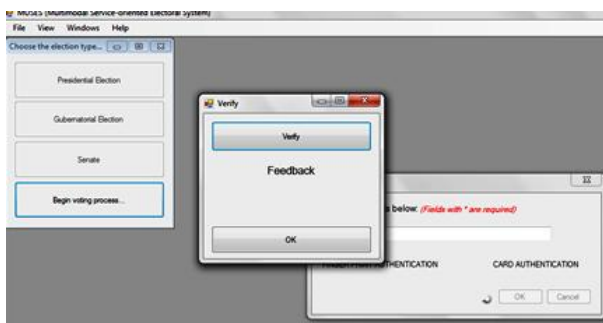 MOSES (Multimodal Service-oriented Electoral System)
File View Windows Help
Choose the election type...
Presidential Election
Gubernatorial Election
Senate
Begin voting process...
Verify
Verify
Feedback
OK
below: (Fields with * are required)
AUTHENTICATION
CARD AUTHENTICATION
OK Cancel